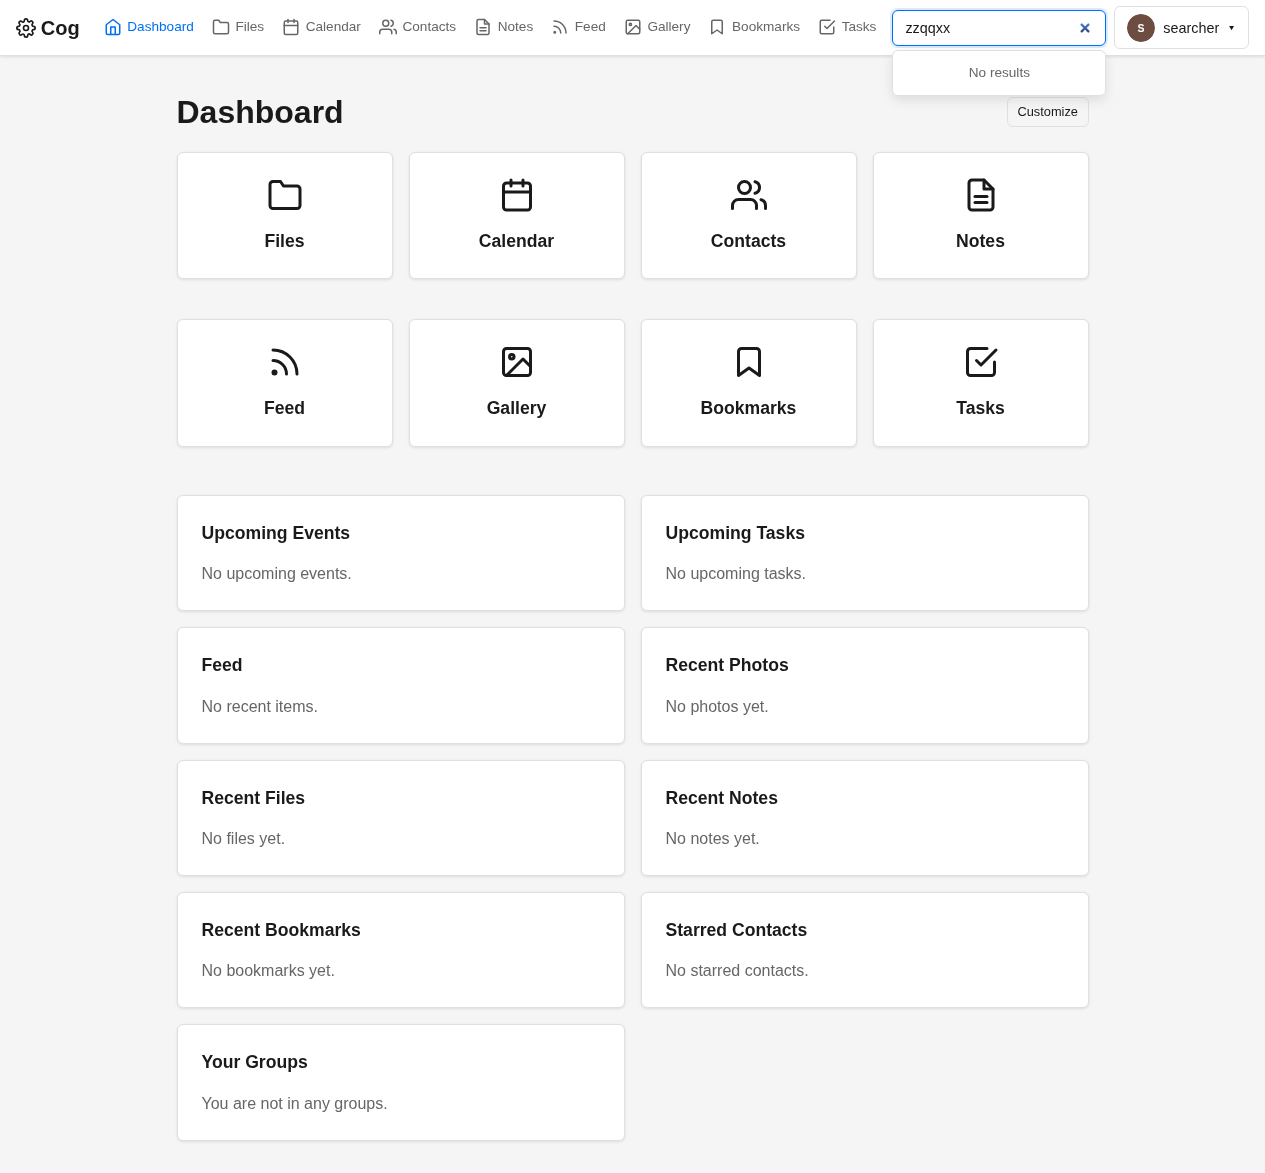 Cog
Dashboard
Files
Calendar
Contacts
Notes
Feed
Gallery
Bookmarks
Tasks
zzqqxx
S
searcher
No results
Dashboard
Customize
Files
Calendar
Contacts
Notes
Feed
Gallery
Bookmarks
Tasks
Upcoming Events
No upcoming events.
Upcoming Tasks
No upcoming tasks.
Feed
No recent items.
Recent Photos
No photos yet.
Recent Files
No files yet.
Recent Notes
No notes yet.
Recent Bookmarks
No bookmarks yet.
Starred Contacts
No starred contacts.
Your Groups
You are not in any groups.